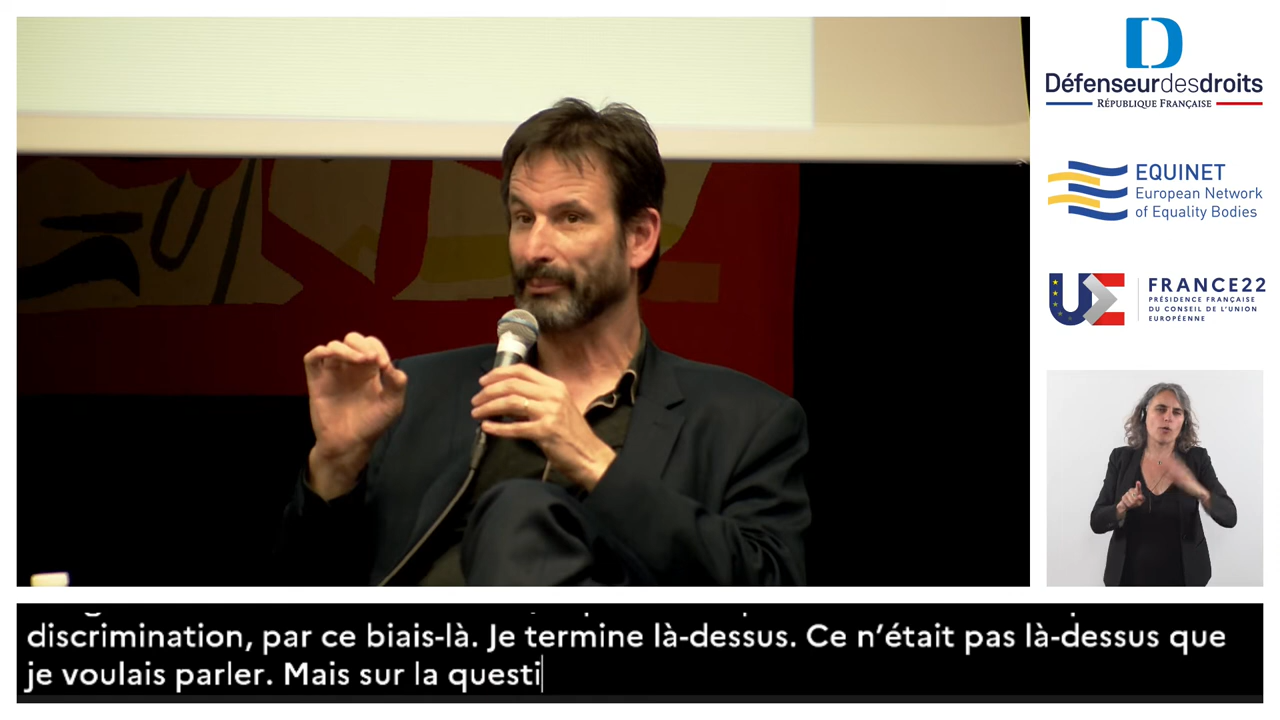 Défenseurdesdroits
RÉPUBLIQUE FRANÇAISE
EQUINET
European Network
of Equality Bodies
UE
FRANCE22
PRÉSIDENCE FRANÇAISE
DU CONSEIL DE L'UNION
EUROPÉENNE
discrimination, par ce biais-là. Je termine là-dessus. Ce n'était pas là-dessus que
je voulais parler. Mais sur la questi